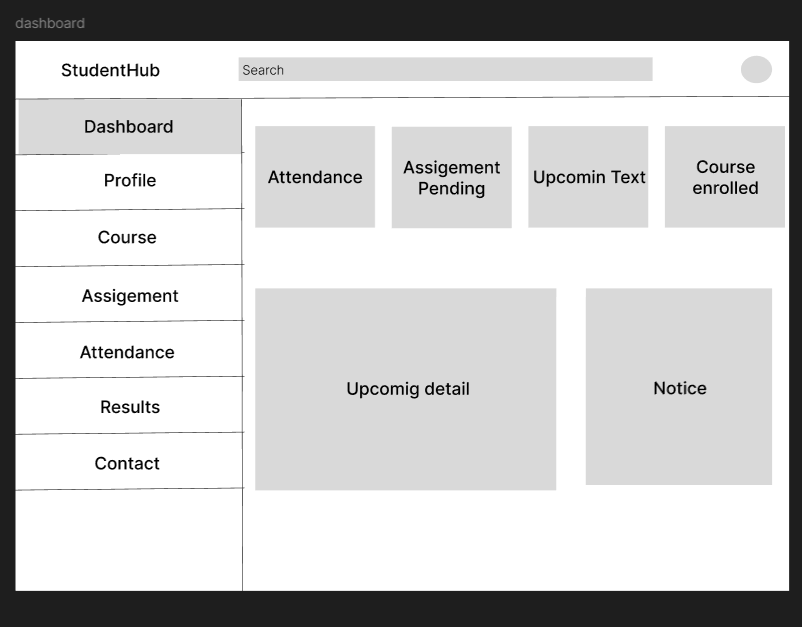 dashboard
StudentHub
Search
Dashboard
Profile
Course
Assigement
Attendance
Results
Contact
Attendance
Assigement
Pending
Upcomin Text
Course
enrolled
Upcomig detail
Notice